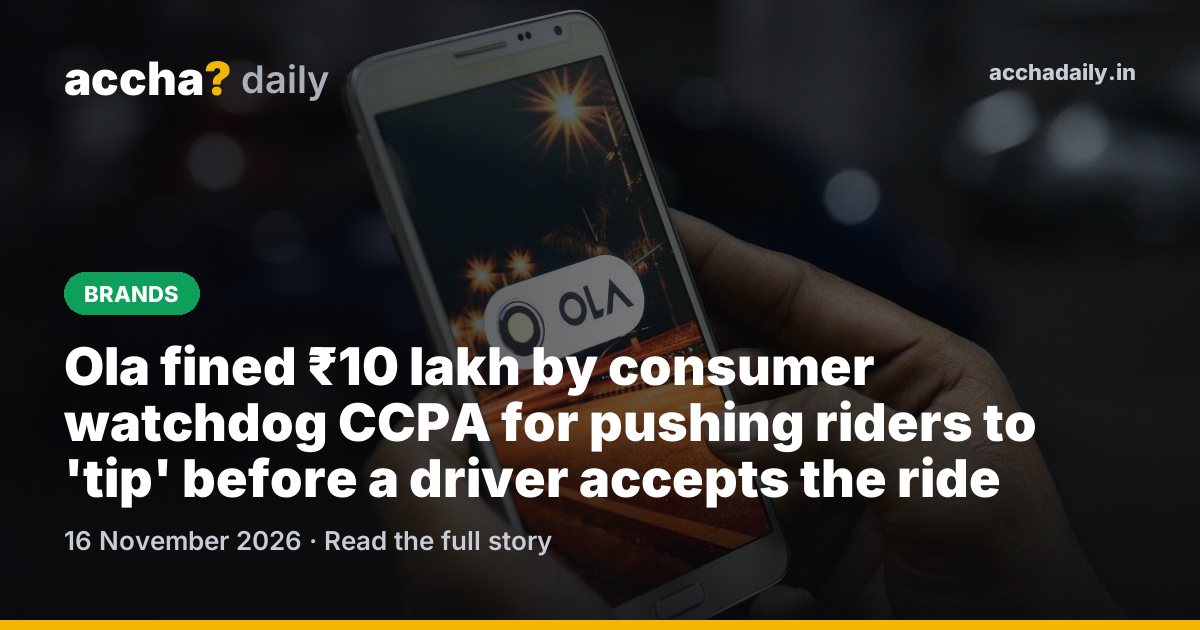 accha? daily
acchadaily.in
OLA
BRANDS
Ola fined ₹10 lakh by consumer
watchdog CCPA for pushing riders to
'tip' before a driver accepts the ride
16 November 2026 · Read the full story